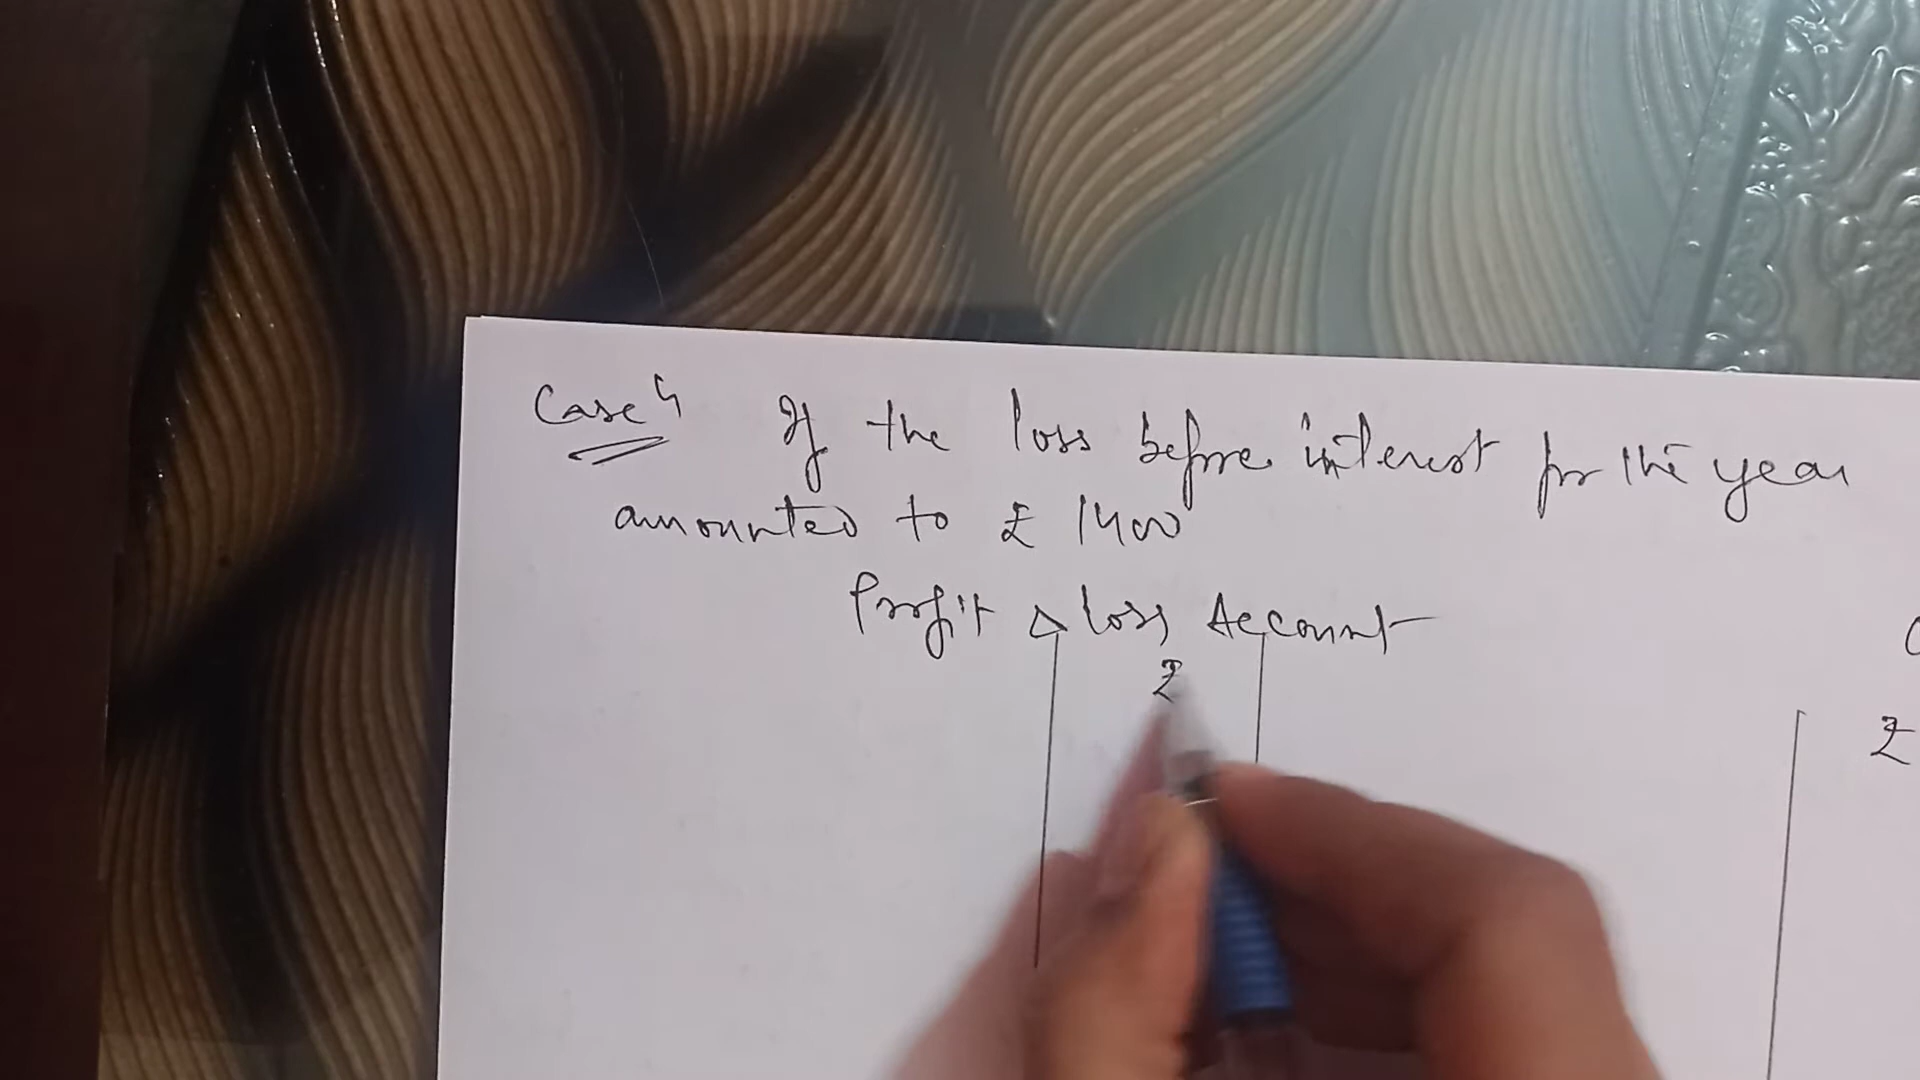 Case 4 If the loss before interest for the year
amounted to ₹ 1400
Profit & loss Account
₹ ₹